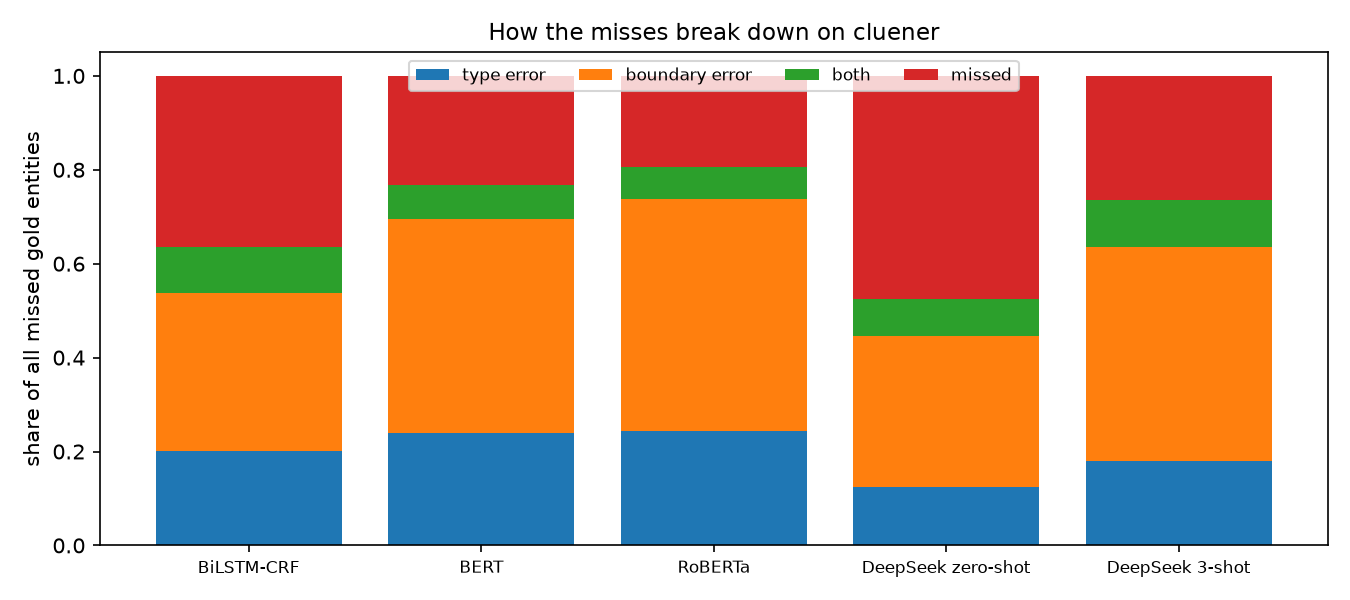 How the misses break down on cluener
type error boundary error both missed
share of all missed gold entities
1.0
0.8
0.6
0.4
0.2
0.0
BiLSTM-CRF BERT RoBERTa DeepSeek zero-shot DeepSeek 3-shot